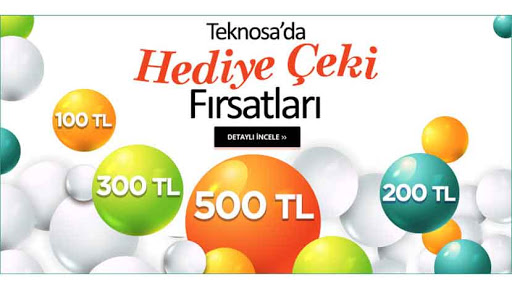 Teknosa'da
Hediye Çeki
Fırsatları
DETAYLI İNCELE >>
100 TL
300 TL
500 TL
200 TL